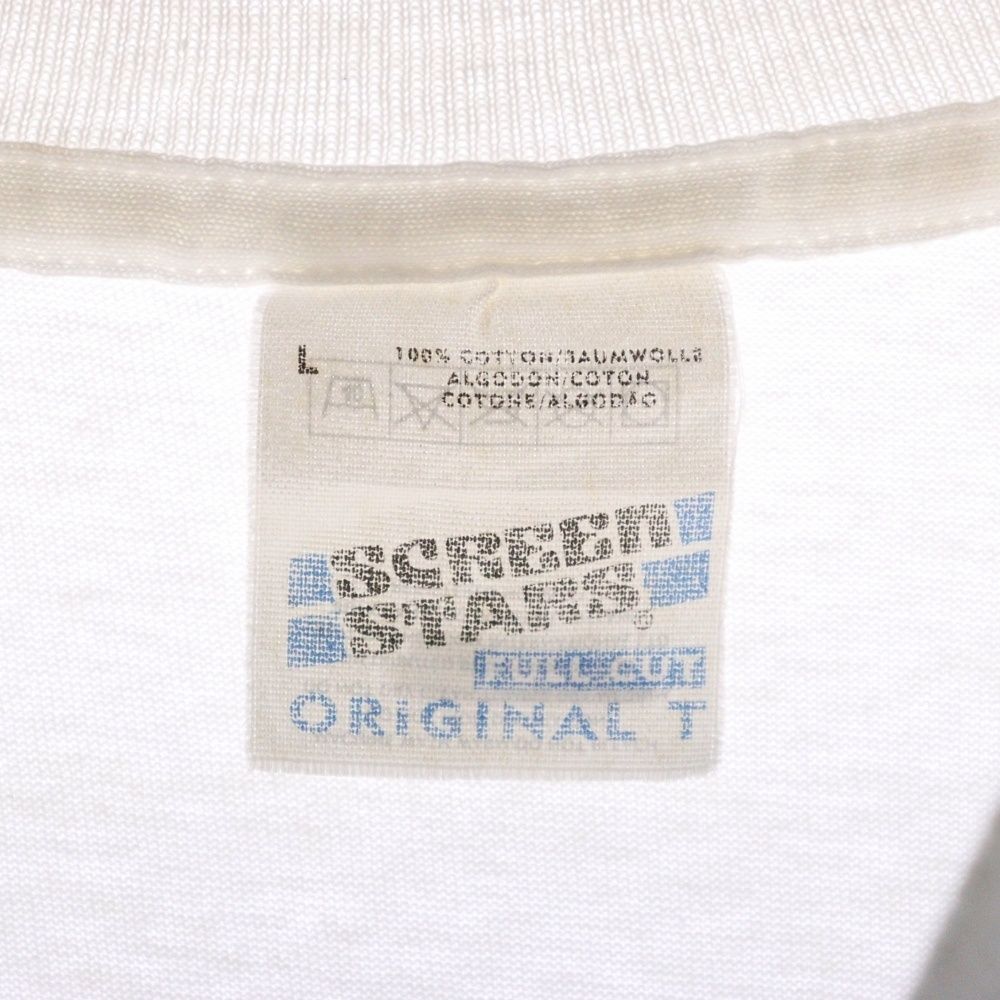 L
100% COTTON/BAUMWOLLE
ALGODON/COTON
COTONE/ALGODÃO
SCREEN
STARS®
FULL-CUT
ORIGINAL T